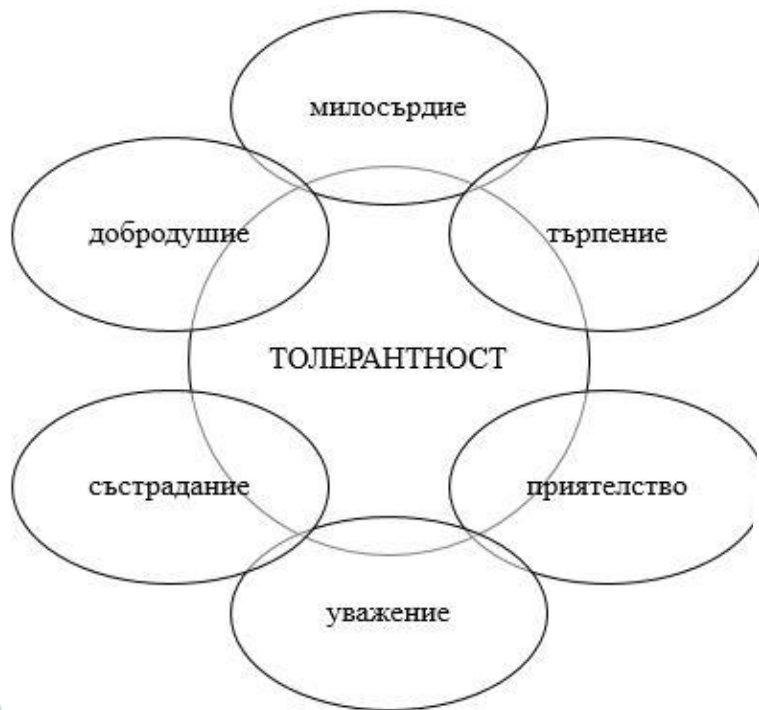 милосърдие
добродушие
търпение
ТОЛЕРАНТНОСТ
състрадание
приятелство
уважение